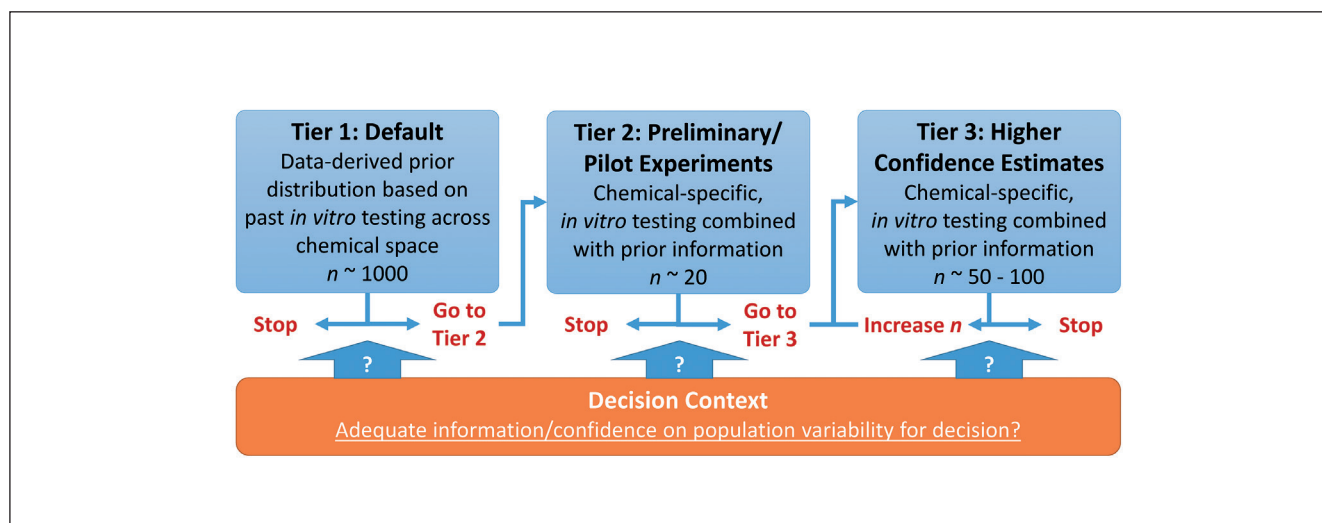 Tier 1: Default
Data-derived prior
distribution based on
past in vitro testing across
chemical space
n ~ 1000
Tier 2: Preliminary/
Pilot Experiments
Chemical-specific,
in vitro testing combined
with prior information
n ~ 20
Tier 3: Higher
Confidence Estimates
Chemical-specific,
in vitro testing combined
with prior information
n ~ 50 - 100
Stop
Go to
Tier 2
Stop
Go to
Tier 3
Increase n
Stop
?
?
?
Decision Context
Adequate information/confidence on population variability for decision?